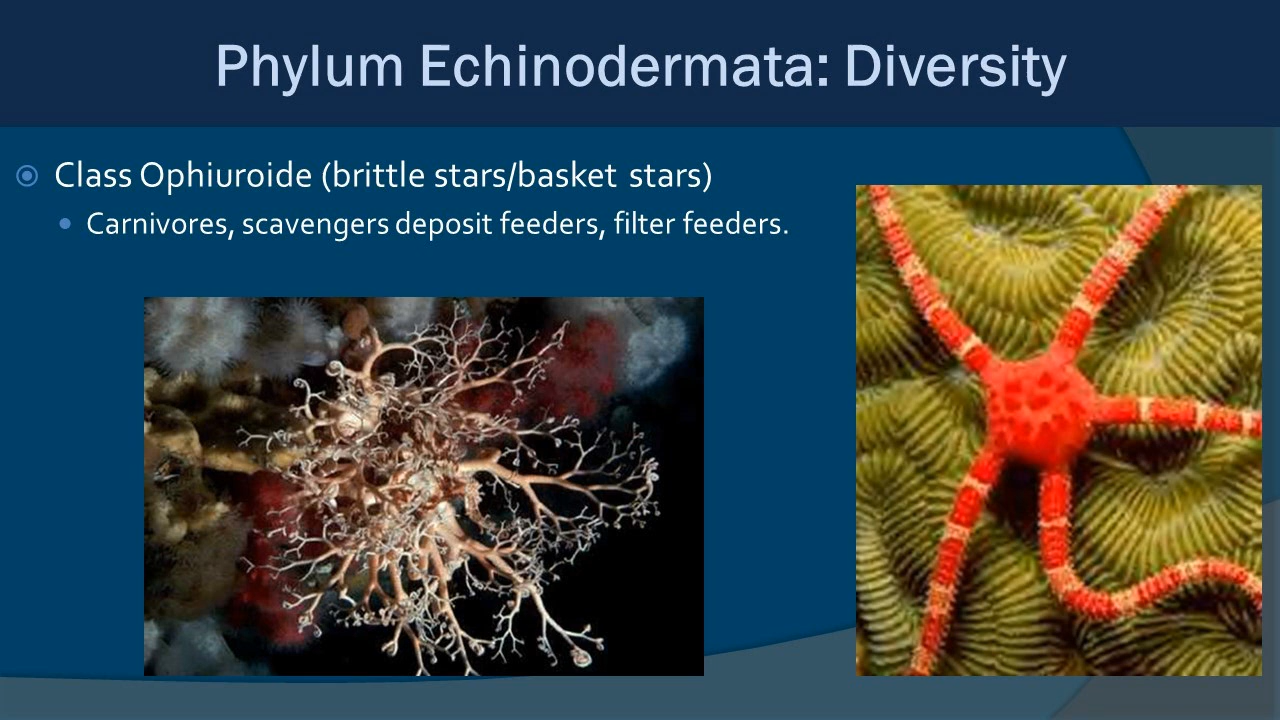 Phylum Echinodermata: Diversity
Class Ophiuroide (brittle stars/basket stars)
Carnivores, scavengers deposit feeders, filter feeders.